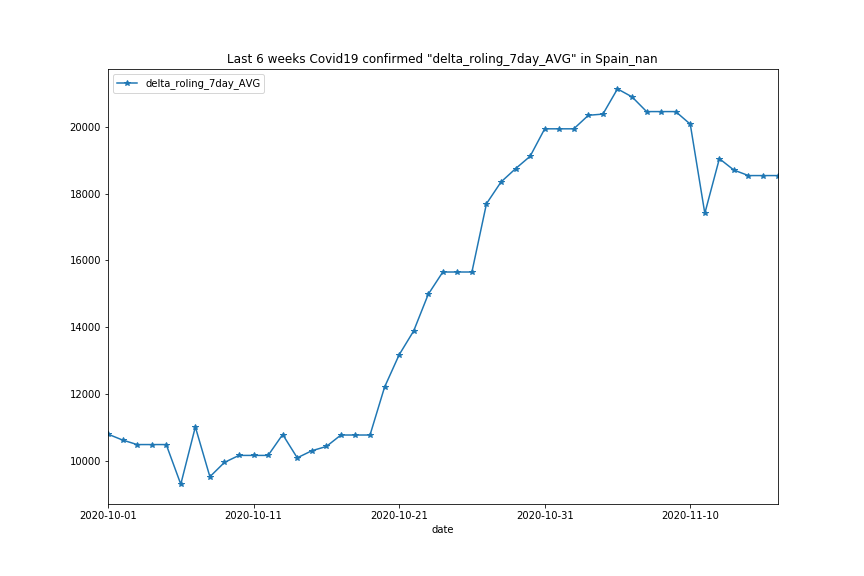 Last 6 weeks Covid19 confirmed "delta_roling_7day_AVG" in Spain_nan
delta_roling_7day_AVG
20000
18000
16000
14000
12000
10000
2020-10-01 2020-10-11 2020-10-21 2020-10-31 2020-11-10
date